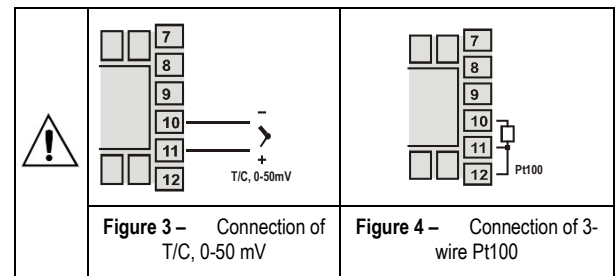 7
8
9
10
11
12
–
+
T/C, 0-50mV
7
8
9
10
11
12
Pt100
Figure 3 – Connection of
T/C, 0-50 mV
Figure 4 – Connection of 3-
wire Pt100